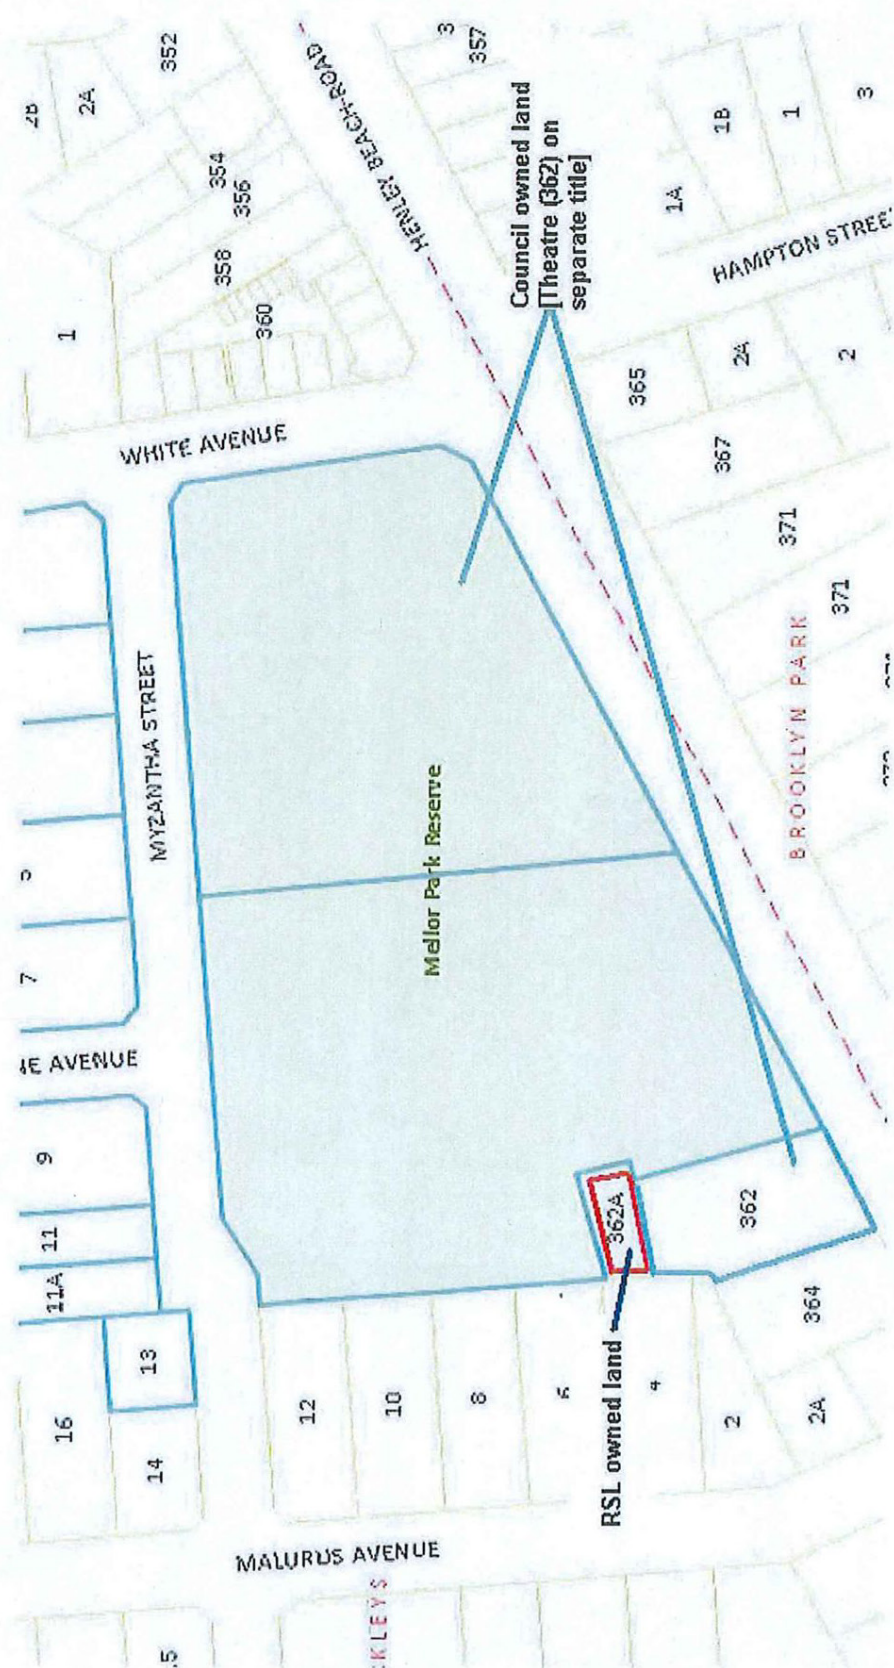 2B
2A
352
354
356
358
360
1
3
357
HENLEY BEACH ROAD
WHITE AVENUE
Council owned land
[Theatre (362) on
separate title]
1A
1B
1
3
HAMPTON STREE
365
2A
2
367
371
371
BROOKLYN PARK
MYZANTHA STREET
Mellor Park Reserve
7
AVENUE
9
11
11A
13
16
14
12
10
8
4
2
2A
362A
362
364
RSL owned land
MALURUS AVENUE
KLEYS